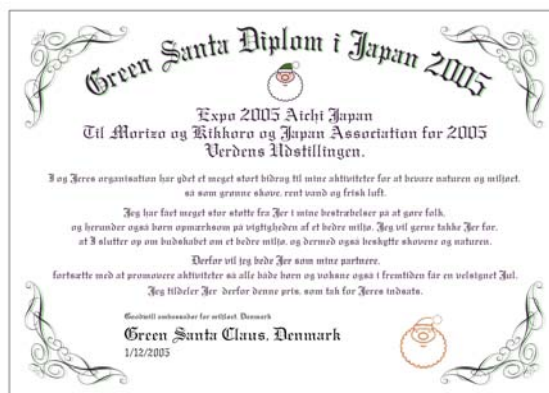 Green Santa Diplom i Japan 2005
Expo 2005 Aichi Japan
Til Morizo og Kikkoro og Japan Association for 2005
Verdens Udstillingen.
I og Jeres organisation har ydet et meget stort bidrag til mine aktiviteter for at bevare naturen og miljøet.
så som grønne skove, rent vand og frisk luft.
Jeg har fået meget stor støtte fra Jer i mine bestræbelser på at gøre folk,
og herunder også børn opmærksom på vigtigheden af et bedre miljø. Jeg vil gerne takke Jer for,
at I slutter op om budskabet om et bedre miljø, og dermed også beskytte skovene og naturen.
Derfor vil jeg bede Jer som mine partnere,
fortsætte med at promovere aktiviteter så alle både børn og voksne også i fremtiden får en velsignet Jul.
Jeg tildeler Jer derfor denne pris, som tak for Jeres indsats.
Goodwill ambassador for miljøet, Denmark
Green Santa Claus, Denmark
1/12/2005